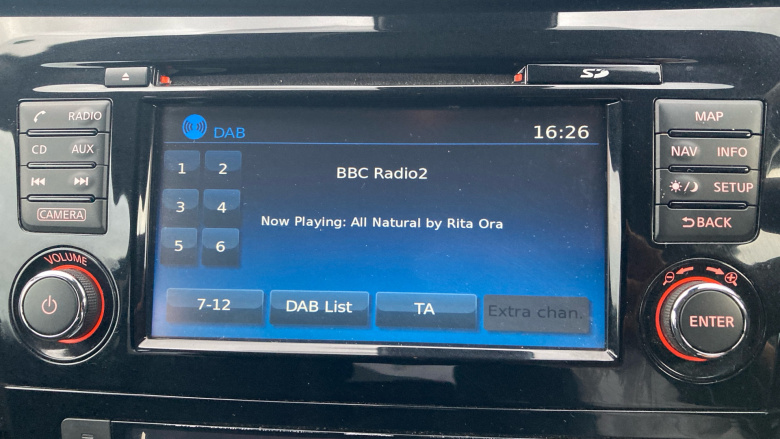 SD
RADIO
CD AUX
CAMERA
VOLUME
DAB
16:26
1 2
3 4
5 6
BBC Radio2
Now Playing: All Natural by Rita Ora
7-12 DAB List TA Extra chan.
MAP
NAV INFO
SETUP
BACK
ENTER